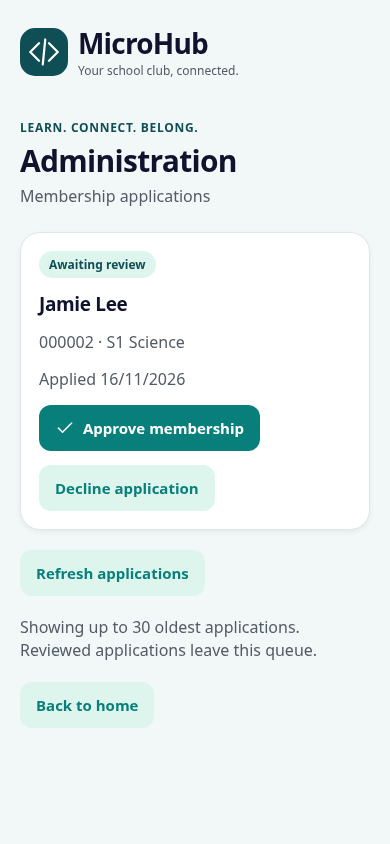 MicroHub
Your school club, connected.
LEARN. CONNECT. BELONG.
Administration
Membership applications
Awaiting review
Jamie Lee
000002 · S1 Science
Applied 16/11/2026
Approve membership
Decline application
Refresh applications
Showing up to 30 oldest applications.
Reviewed applications leave this queue.
Back to home